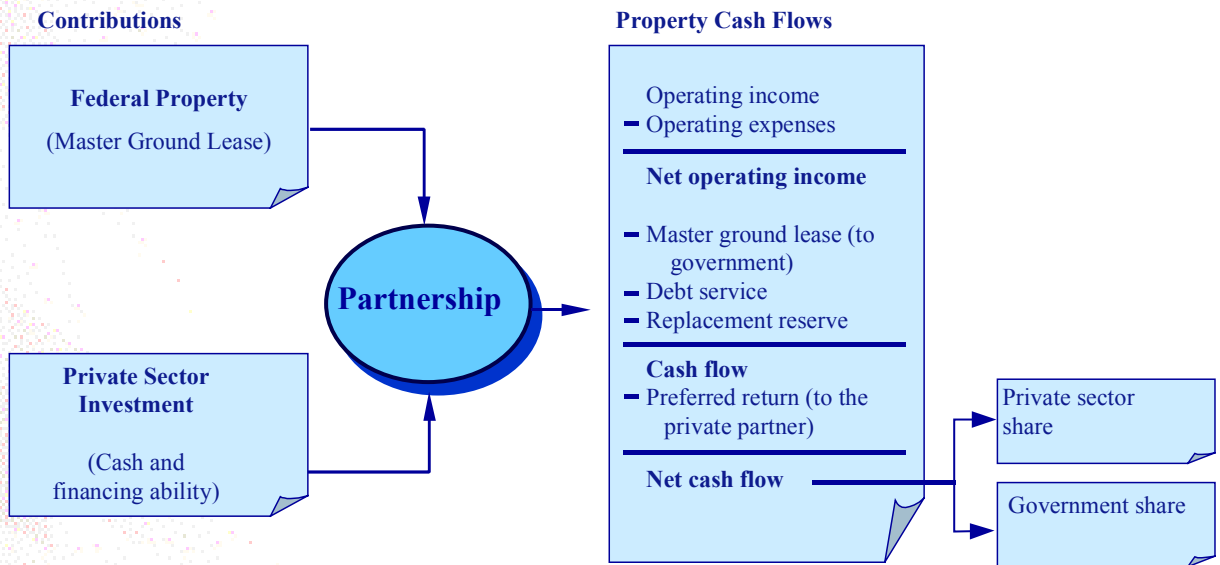 Contributions
Federal Property
(Master Ground Lease)
Private Sector
Investment
(Cash and
financing ability)
Partnership
Property Cash Flows
Operating income
– Operating expenses
Net operating income
– Master ground lease (to
government)
– Debt service
– Replacement reserve
Cash flow
– Preferred return (to the
private partner)
Net cash flow
Private sector
share
Government share